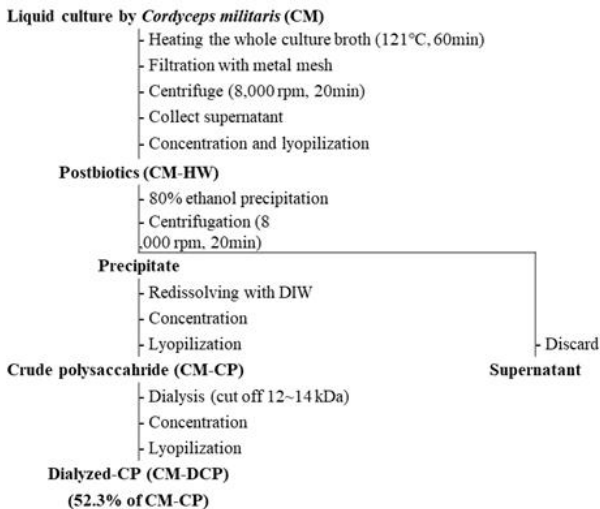 Liquid culture by Cordyceps militaris (CM)
- Heating the whole culture broth (121°C, 60min)
- Filtration with metal mesh
- Centrifuge (8,000 rpm, 20min)
- Collect supernatant
- Concentration and lyopilization
Postbiotics (CM-HW)
- 80% ethanol precipitation
- Centrifugation (8
,000 rpm, 20min)
Precipitate
- Redissolving with DIW
- Concentration
- Lyopilization
- Discard
Crude polysaccahride (CM-CP)
Supernatant
- Dialysis (cut off 12~14 kDa)
- Concentration
- Lyopilization
Dialyzed-CP (CM-DCP)
(52.3% of CM-CP)